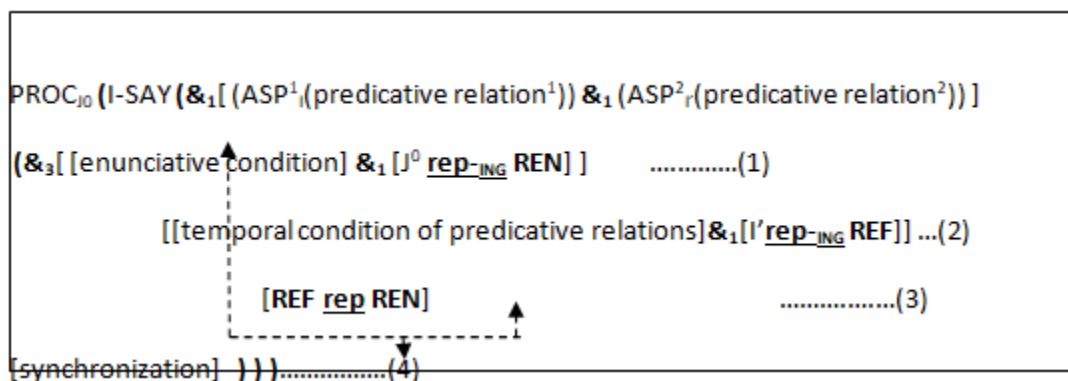 PROCJ0 (I-SAY (&1[ (ASP¹I(predicative relation¹)) &1 (ASP²r(predicative relation²)) ]
(&3[ [enunciative condition] &1 [J⁰ rep-ING REN] ] .............(1)
[[temporal condition of predicative relations]&1[I’rep-ING REF]] ...(2)
[REF rep REN] .................(3)
[synchronization] ) ) )................(4)